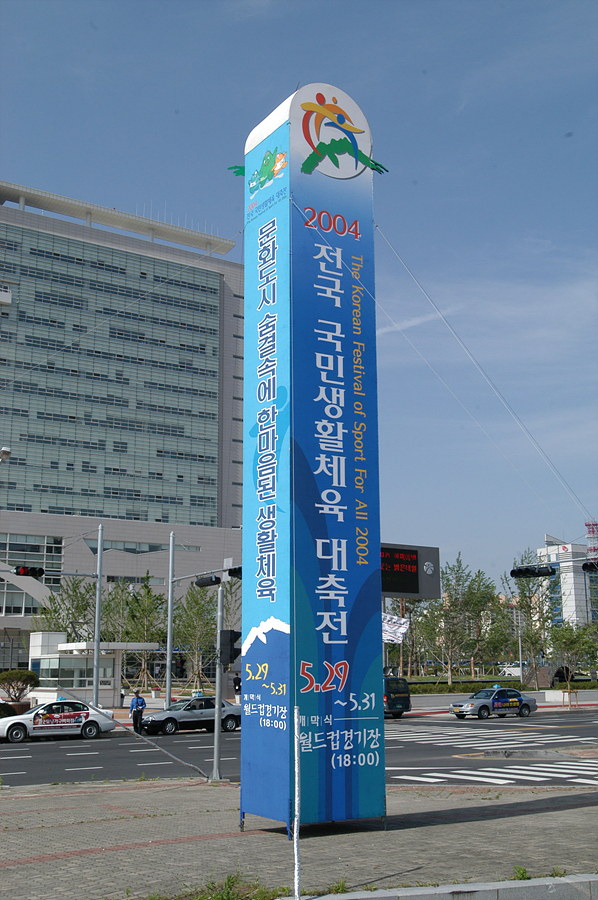 문화도시 숨결속에 한마음된 생활체육
5.29
~5.31
개막식
월드컵경기장
(18:00)
2004
전국 국민생활체육 대축전
The Korean Festival of Sport For All 2004
5.29
~5.31
개막식
월드컵경기장
(18:00)